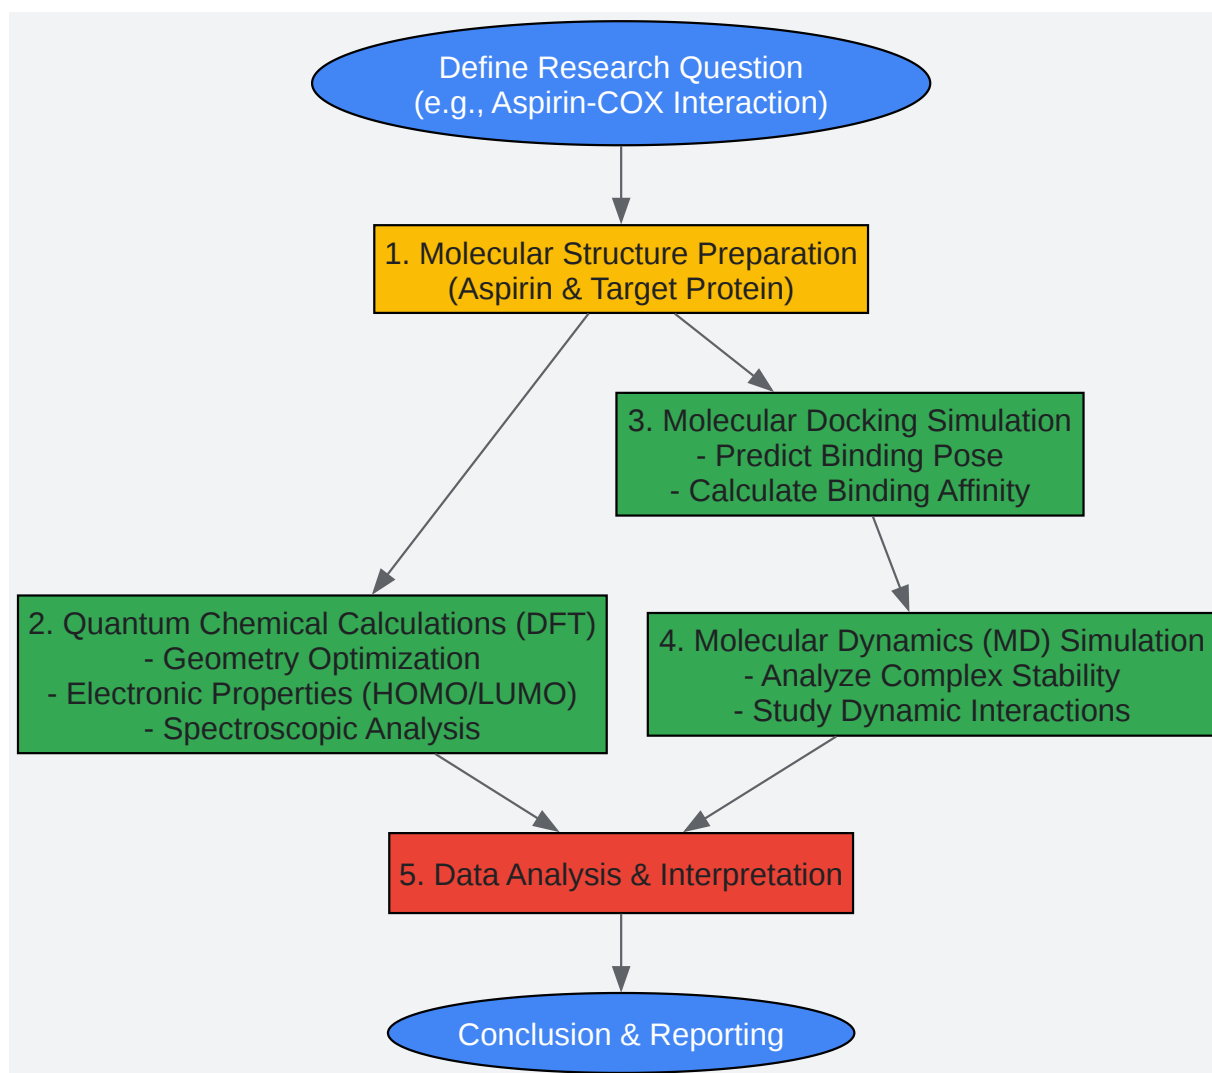 Define Research Question
(e.g., Aspirin-COX Interaction)
1. Molecular Structure Preparation
(Aspirin & Target Protein)
3. Molecular Docking Simulation
- Predict Binding Pose
- Calculate Binding Affinity
2. Quantum Chemical Calculations (DFT)
- Geometry Optimization
- Electronic Properties (HOMO/LUMO)
- Spectroscopic Analysis
4. Molecular Dynamics (MD) Simulation
- Analyze Complex Stability
- Study Dynamic Interactions
5. Data Analysis & Interpretation
Conclusion & Reporting